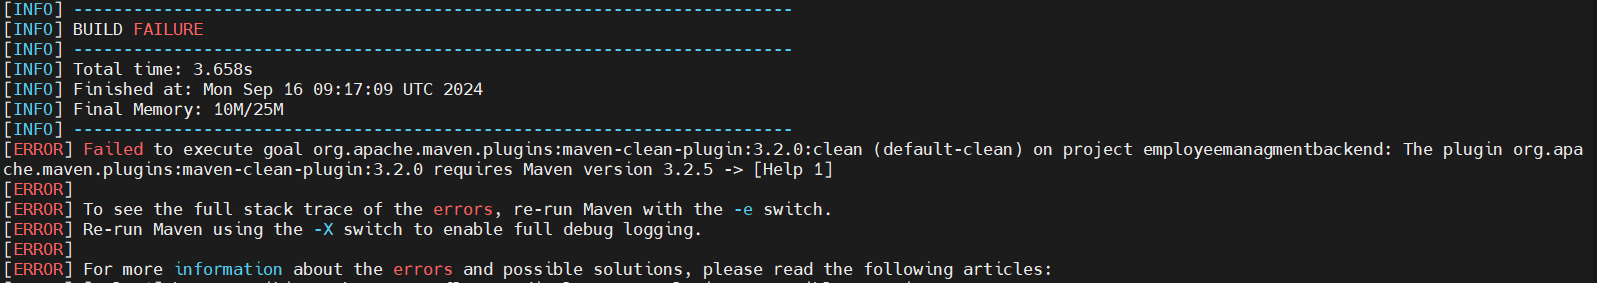 [INFO] ------------------------------------------------------------------------
[INFO] BUILD FAILURE
[INFO] ------------------------------------------------------------------------
[INFO] Total time: 3.658s
[INFO] Finished at: Mon Sep 16 09:17:09 UTC 2024
[INFO] Final Memory: 10M/25M
[INFO] ------------------------------------------------------------------------
[ERROR] Failed to execute goal org.apache.maven.plugins:maven-clean-plugin:3.2.0:clean (default-clean) on project employeemanagmentbackend: The plugin org.apa
che.maven.plugins:maven-clean-plugin:3.2.0 requires Maven version 3.2.5 -> [Help 1]
[ERROR]
[ERROR] To see the full stack trace of the errors, re-run Maven with the -e switch.
[ERROR] Re-run Maven using the -X switch to enable full debug logging.
[ERROR]
[ERROR] For more information about the errors and possible solutions, please read the following articles: